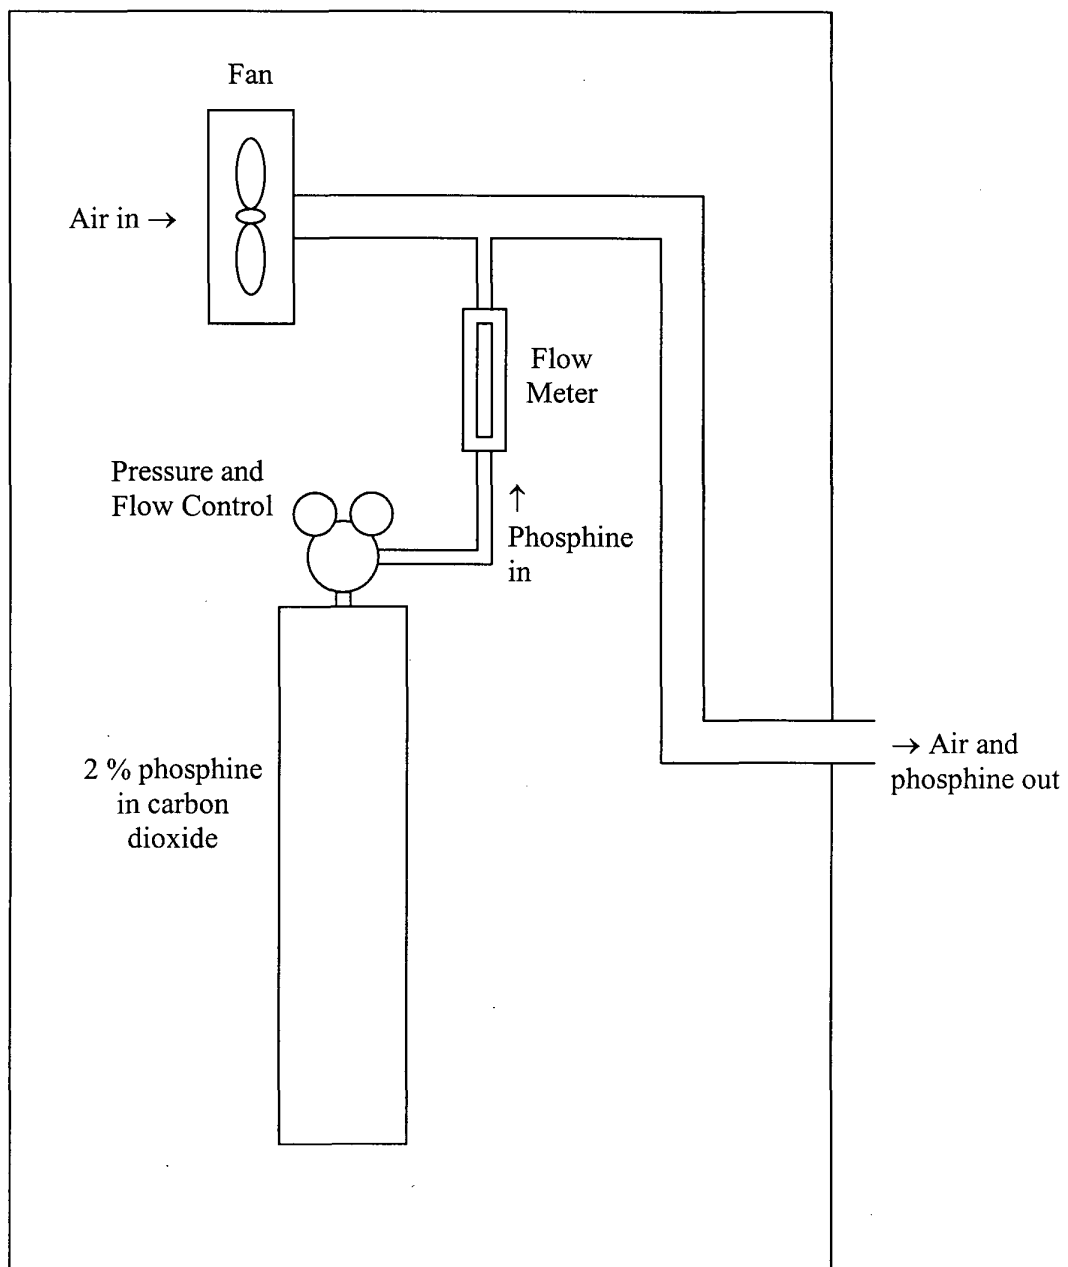 Fan
Air in →
Flow
Meter
Pressure and
Flow Control
↑
Phosphine
in
2 % phosphine
in carbon
dioxide
→ Air and
phosphine out